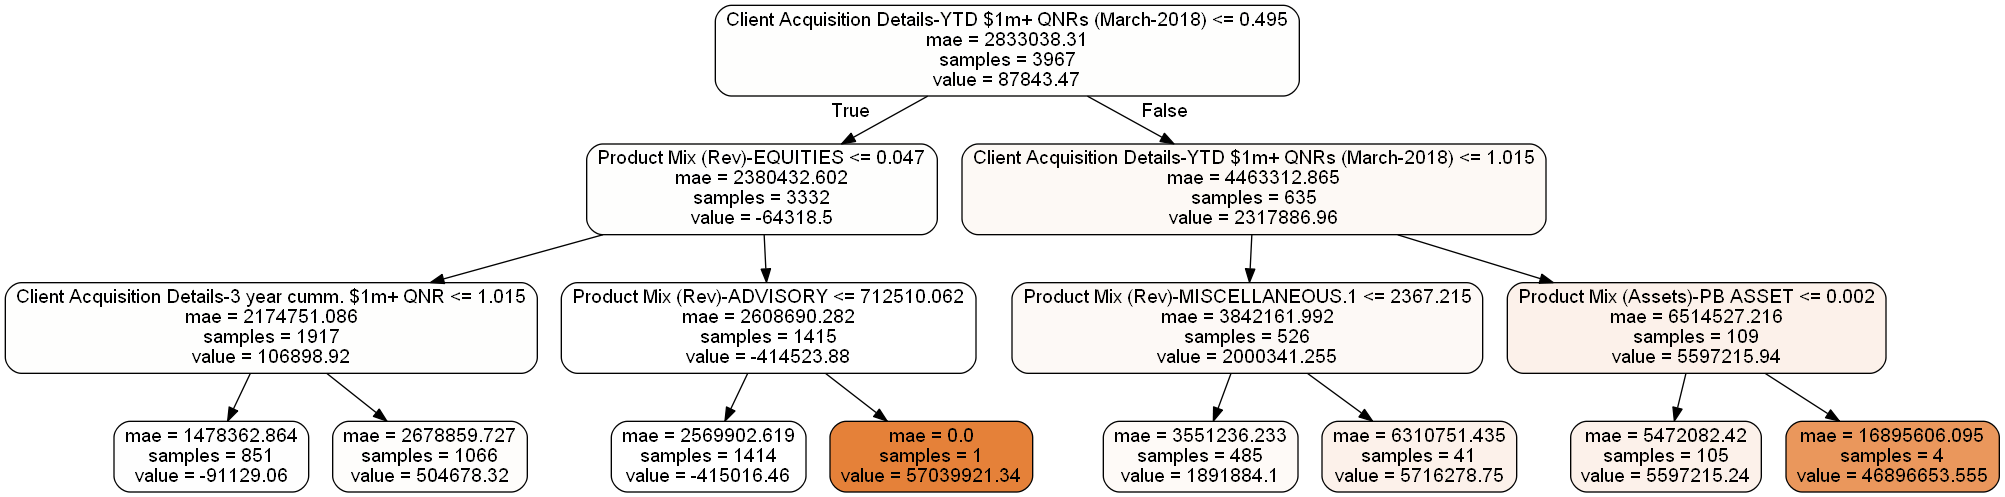 Client Acquisition Details-YTD $1m+ QNRs (March-2018) <= 0.495
mae = 2833038.31
samples = 3967
value = 87843.47
True
False
Product Mix (Rev)-EQUITIES <= 0.047
mae = 2380432.602
samples = 3332
value = -64318.5
Client Acquisition Details-YTD $1m+ QNRs (March-2018) <= 1.015
mae = 4463312.865
samples = 635
value = 2317886.96
Client Acquisition Details-3 year cumm. $1m+ QNR <= 1.015
mae = 2174751.086
samples = 1917
value = 106898.92
Product Mix (Rev)-ADVISORY <= 712510.062
mae = 2608690.282
samples = 1415
value = -414523.88
Product Mix (Rev)-MISCELLANEOUS.1 <= 2367.215
mae = 3842161.992
samples = 526
value = 2000341.255
Product Mix (Assets)-PB ASSET <= 0.002
mae = 6514527.216
samples = 109
value = 5597215.94
mae = 1478362.864
samples = 851
value = -91129.06
mae = 2678859.727
samples = 1066
value = 504678.32
mae = 2569902.619
samples = 1414
value = -415016.46
mae = 0.0
samples = 1
value = 57039921.34
mae = 3551236.233
samples = 485
value = 1891884.1
mae = 6310751.435
samples = 41
value = 5716278.75
mae = 5472082.42
samples = 105
value = 5597215.24
mae = 16895606.095
samples = 4
value = 46896653.555